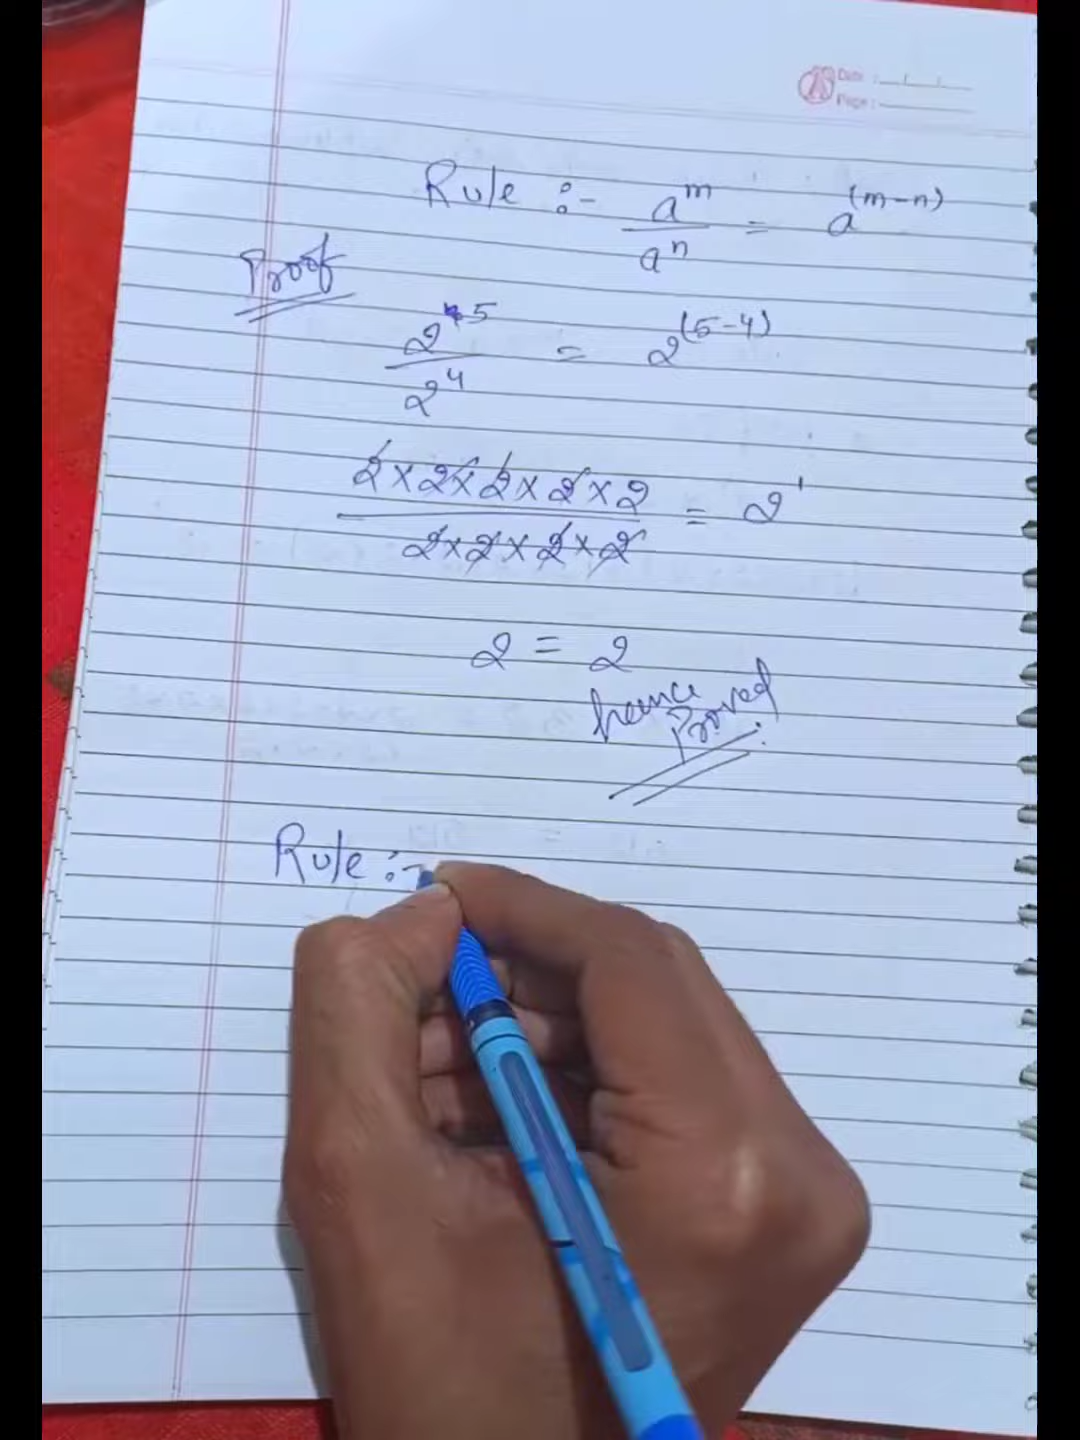 Date :
Page :
Rule :- a^m / a^n = a^(m-n)
Proof
2^5 / 2^4 = 2^(5-4)
2 x 2 x 2 x 2 x 2 / 2 x 2 x 2 x 2 = 2^1
2 = 2
hence
Proved
Rule :-